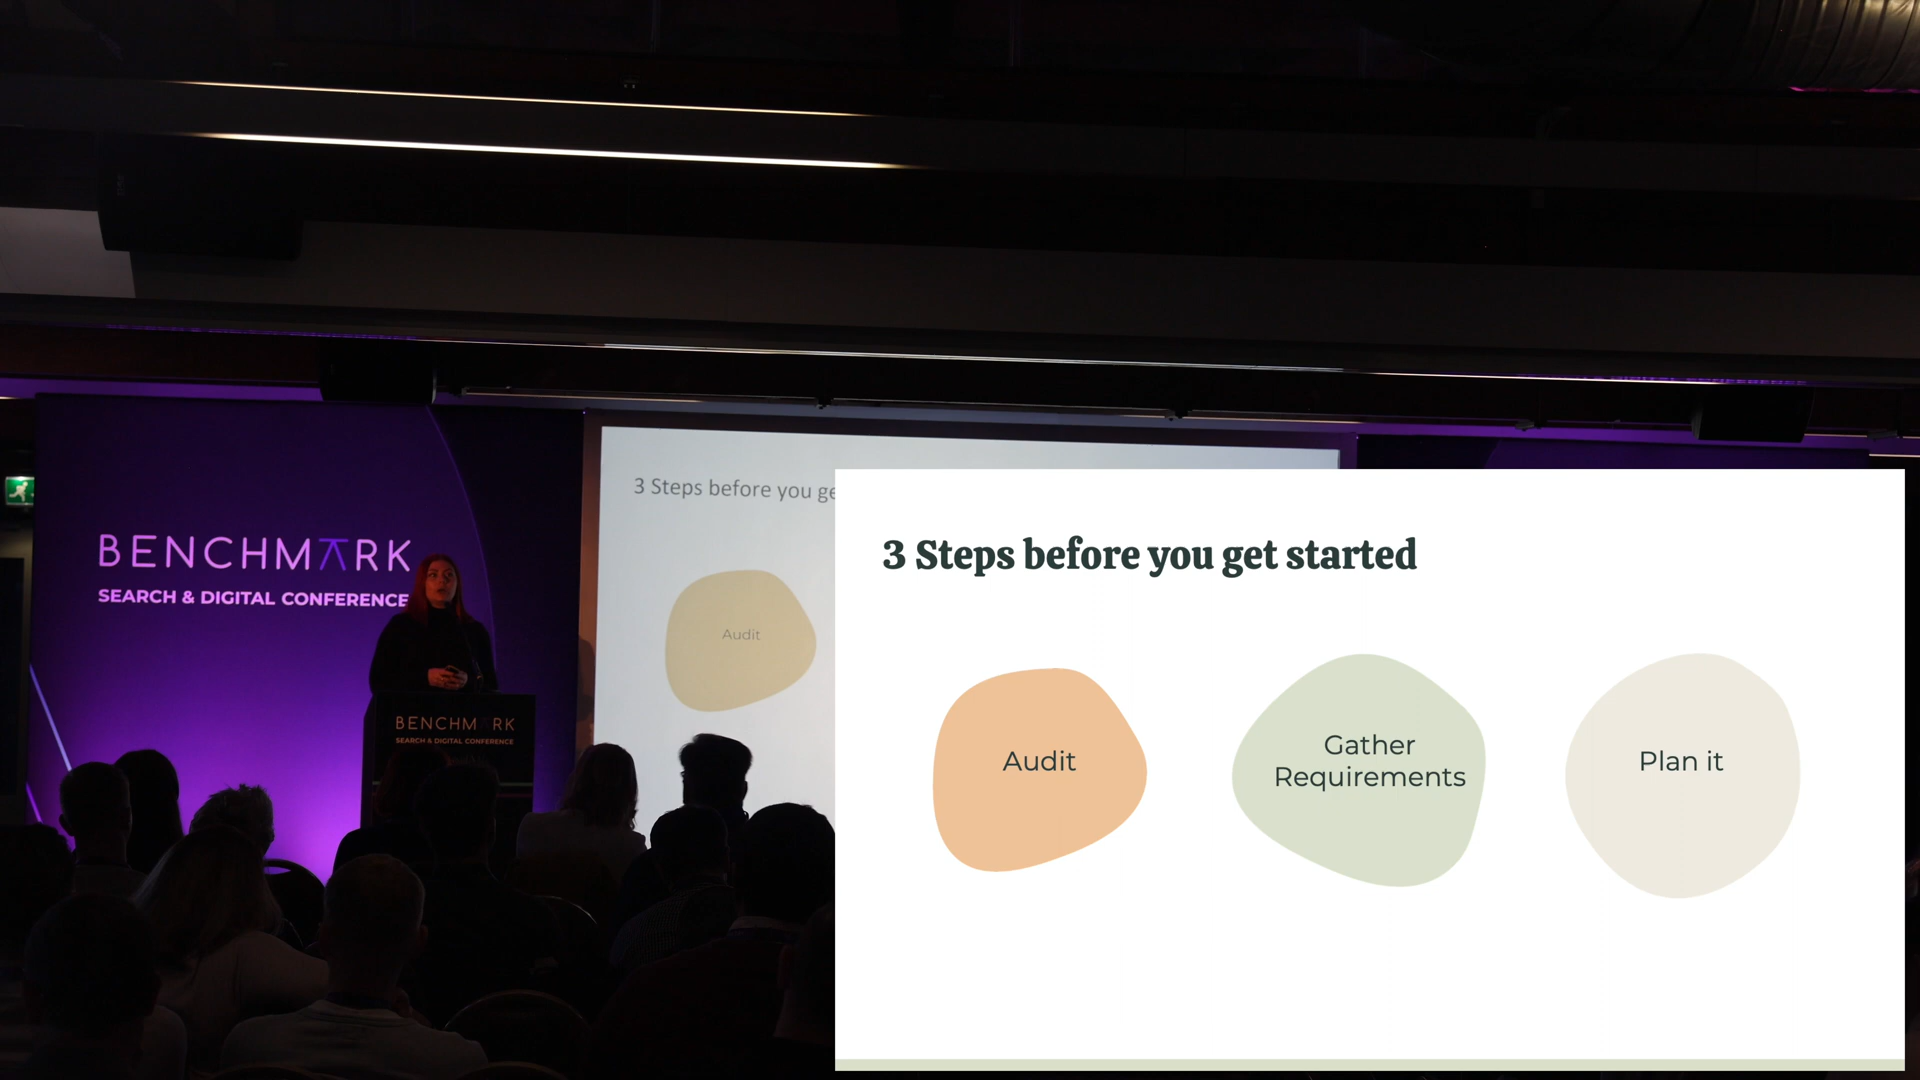 BENCHMARK
SEARCH & DIGITAL CONFERENCE
BENCHMARK
SEARCH & DIGITAL CONFERENCE
3 Steps before you ge
Audit
3 Steps before you get started
Audit
Gather
Requirements
Plan it